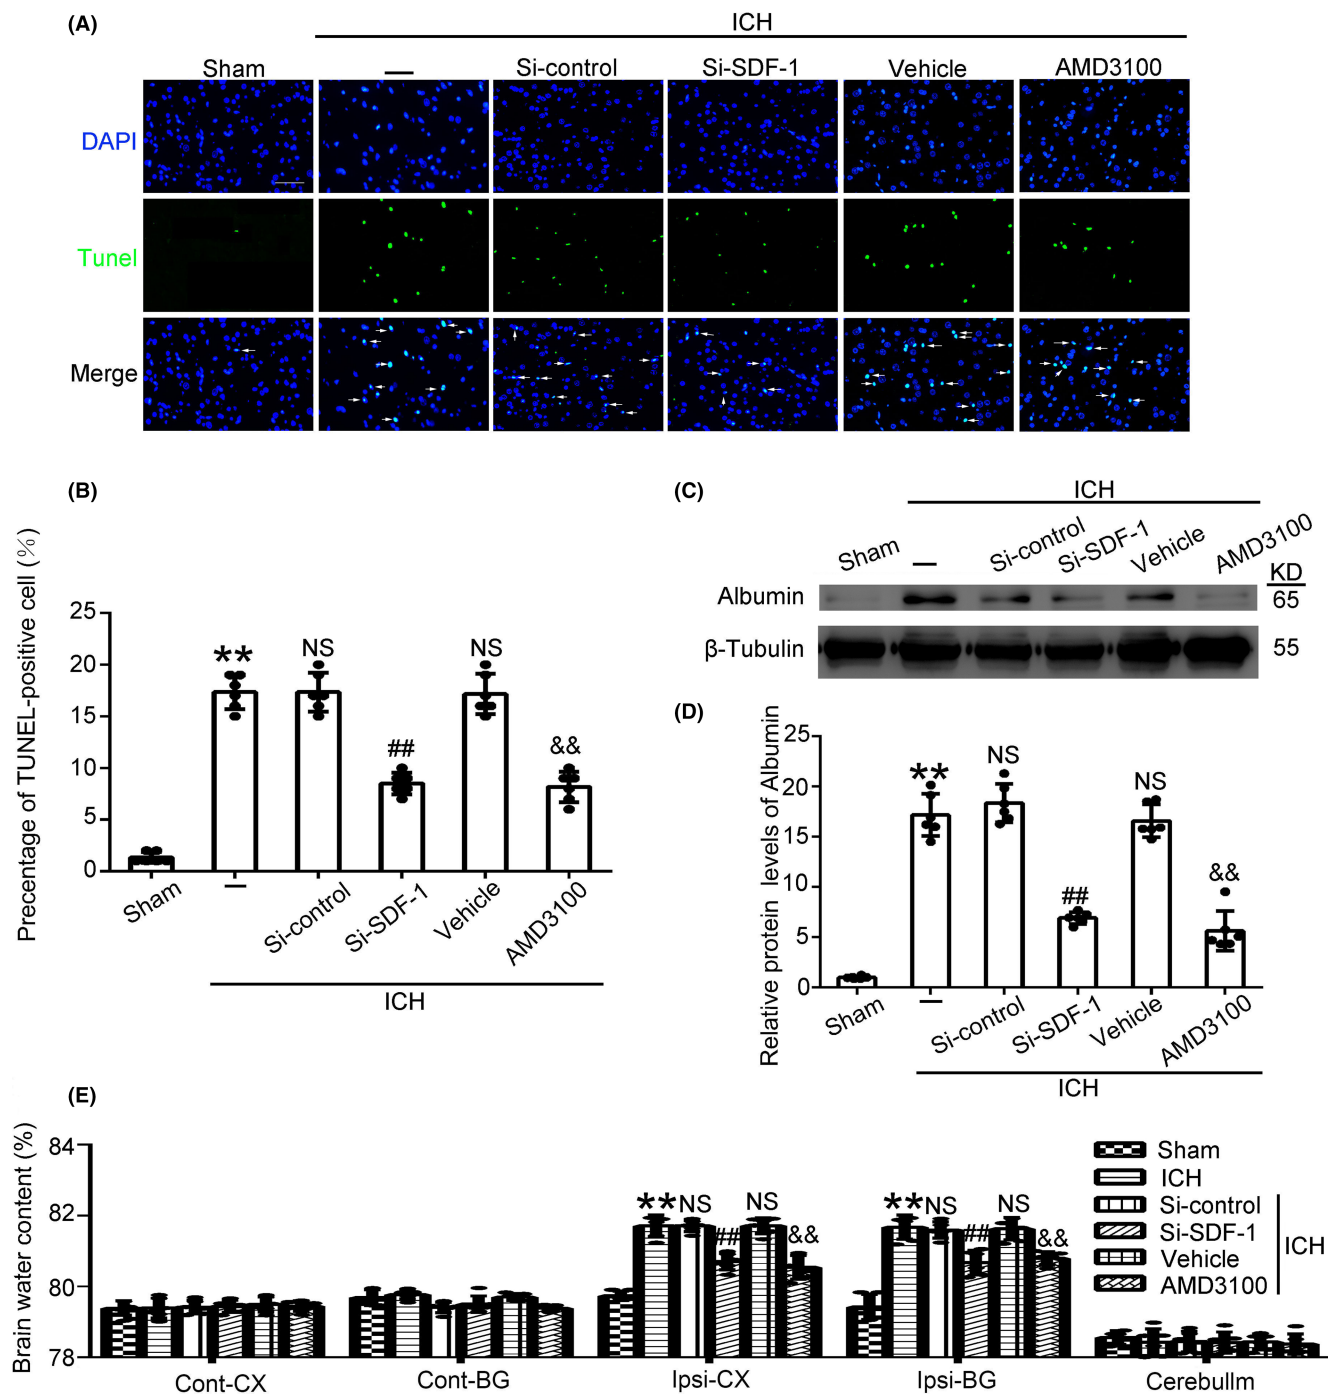 (A)
ICH
Sham — Si-control Si-SDF-1 Vehicle AMD3100
DAPI
Tunel
Merge
(B)
Precentage of TUNEL-positive cell (%)
25
20
15
10
5
0
** NS ## NS &&
Sham — Si-control Si-SDF-1 Vehicle AMD3100
ICH
(C)
ICH
Sham — Si-control Si-SDF-1 Vehicle AMD3100
KD
Albumin 65
β-Tubulin 55
(D)
Relative protein levels of Albumin
25
20
15
10
5
0
** NS ## NS &&
Sham — Si-control Si-SDF-1 Vehicle AMD3100
ICH
(E)
Brain water content (%)
84
82
80
78
** NS ## NS &&
** NS ## NS &&
Cont-CX Cont-BG Ipsi-CX Ipsi-BG Cerebullm
Sham
ICH
Si-control
Si-SDF-1
Vehicle
AMD3100
ICH